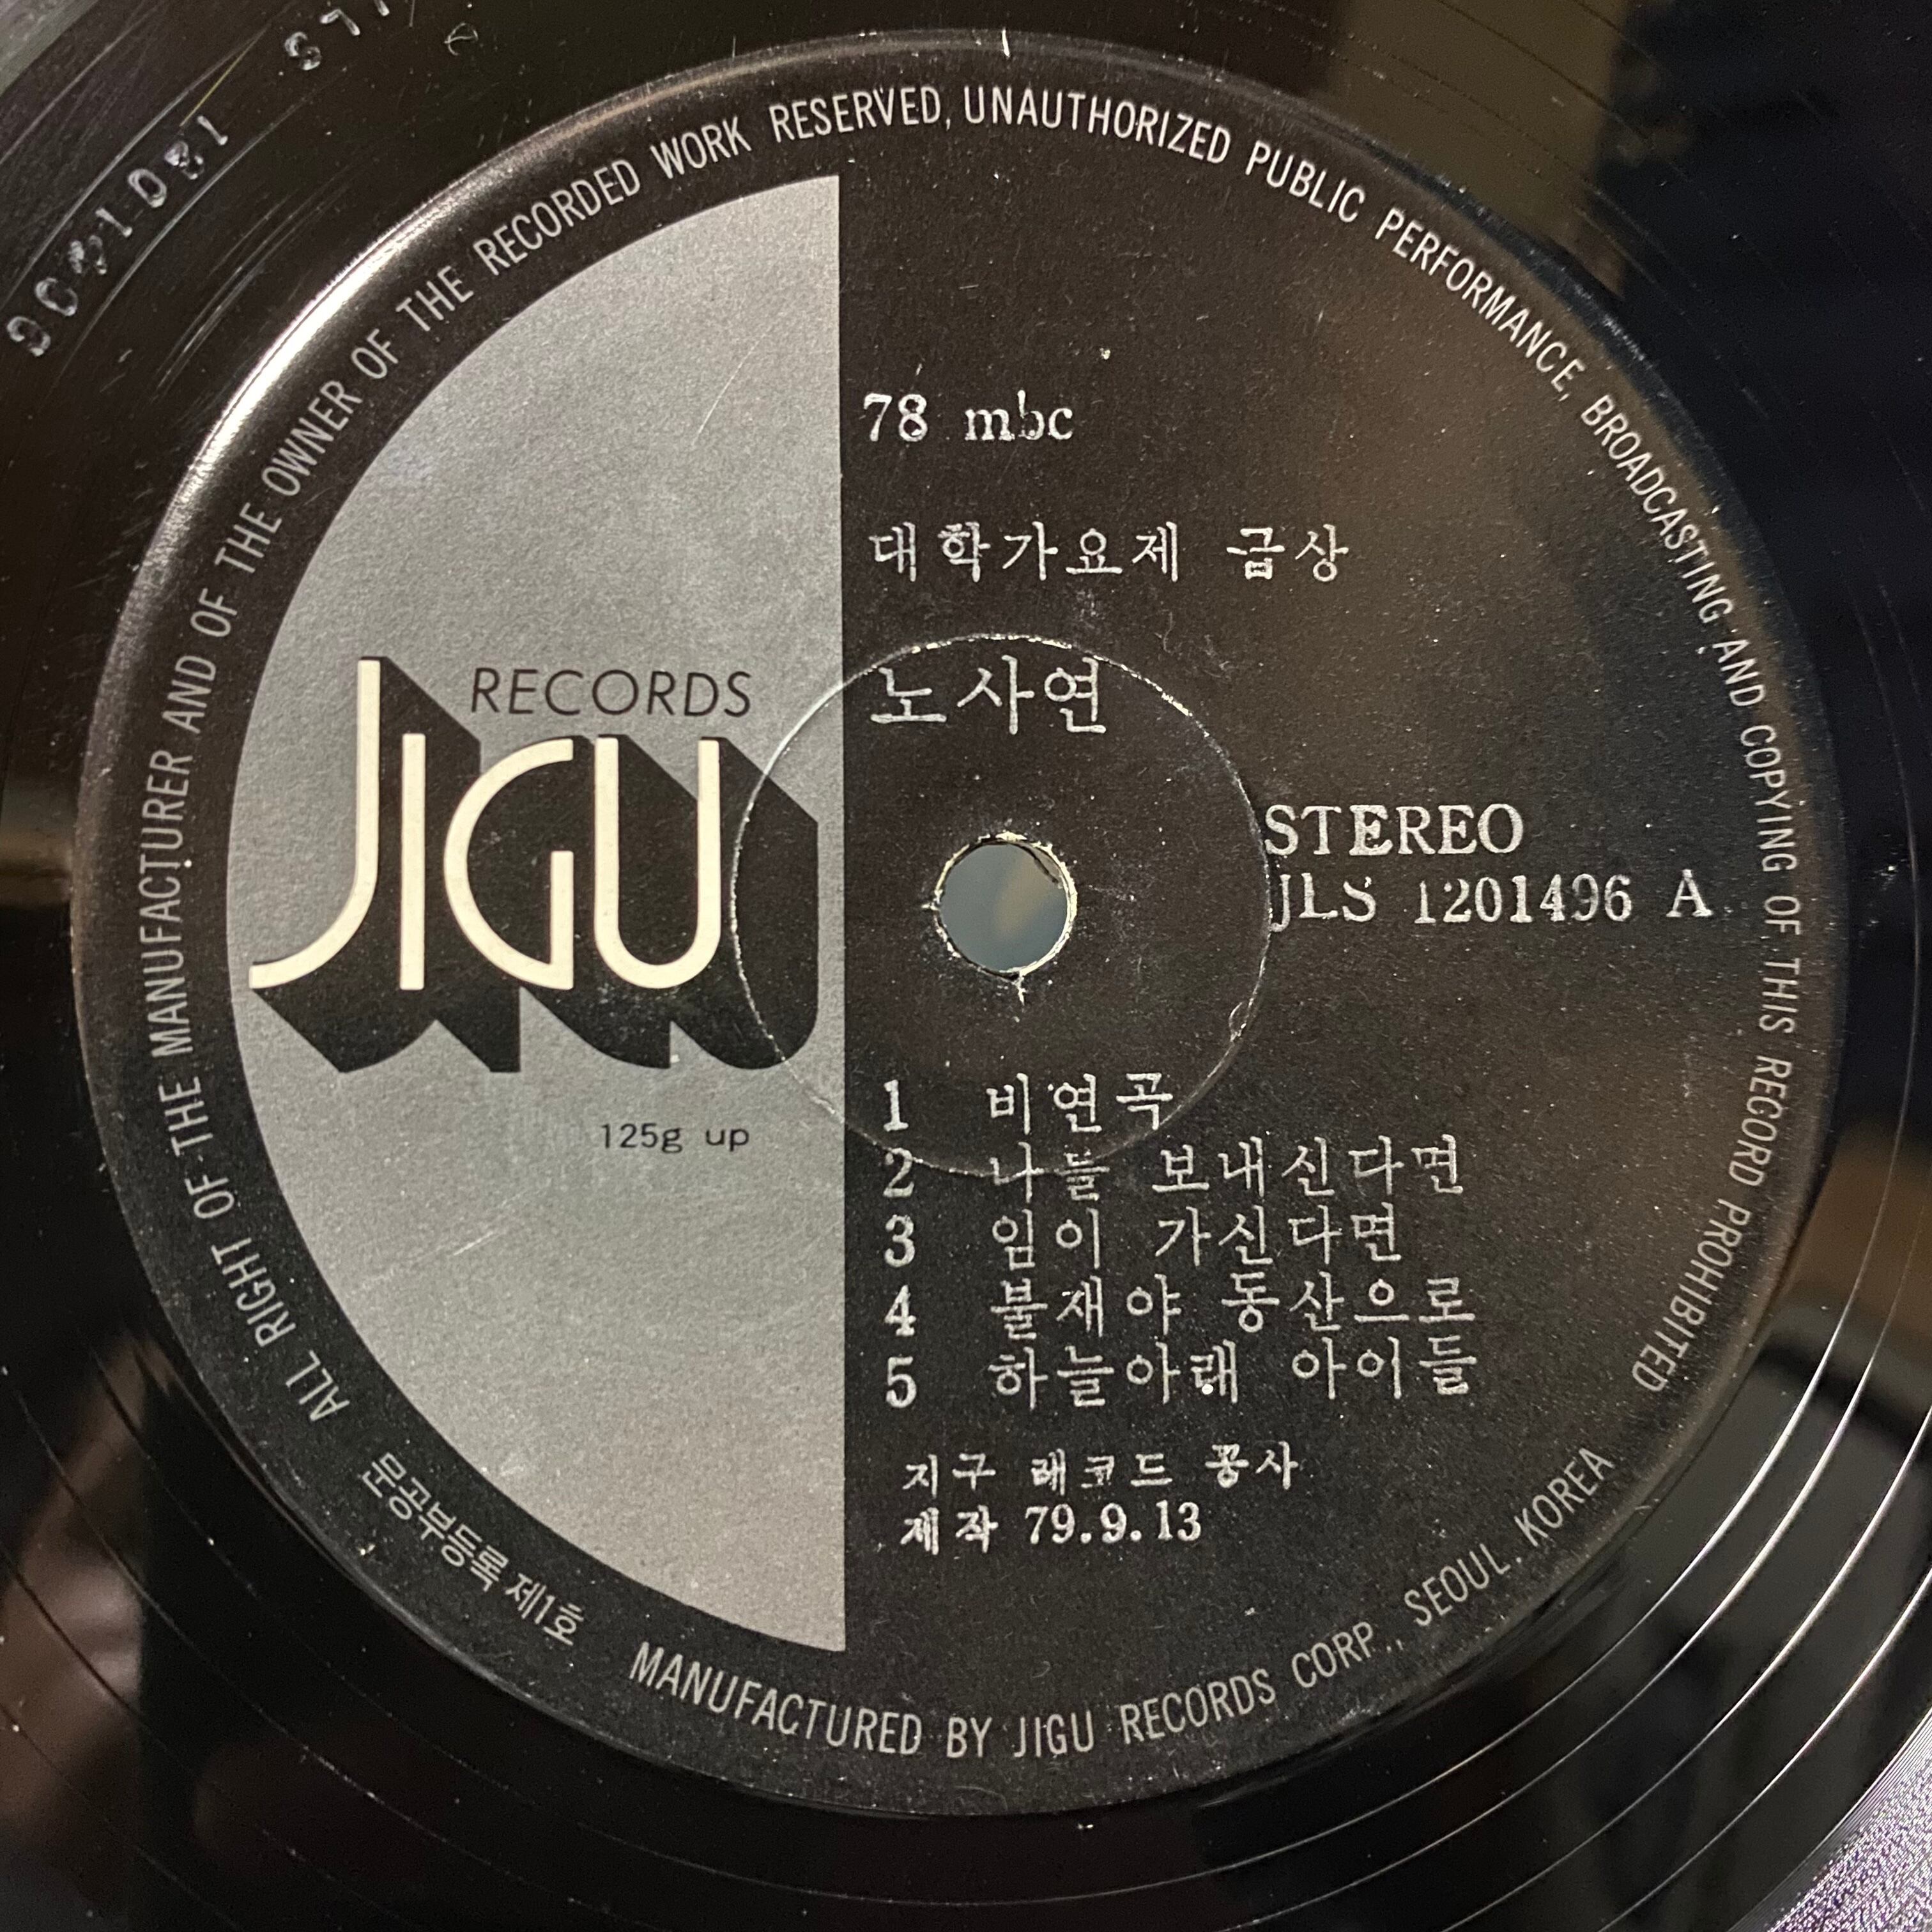 ALL RIGHT OF THE MANUFACTURER AND OF THE OWNER OF THE RECORDED WORK RESERVED, UNAUTHORIZED PUBLIC PERFORMANCE, BROADCASTING AND COPYING OF THIS RECORD PROHIBITED
78 mbc
대학가요제 금상
노사연
RECORDS
JIGU
STEREO
JLS 1201496 A
125g up
1 비연곡
2 나들 보내신다면
3 임이 가신다면
4 불재야 동산으로
5 하늘아래 아이들
지구 레코드 공사
제작 79.9.13
문공부등록 제1호
MANUFACTURED BY JIGU RECORDS CORP., SEOUL, KOREA